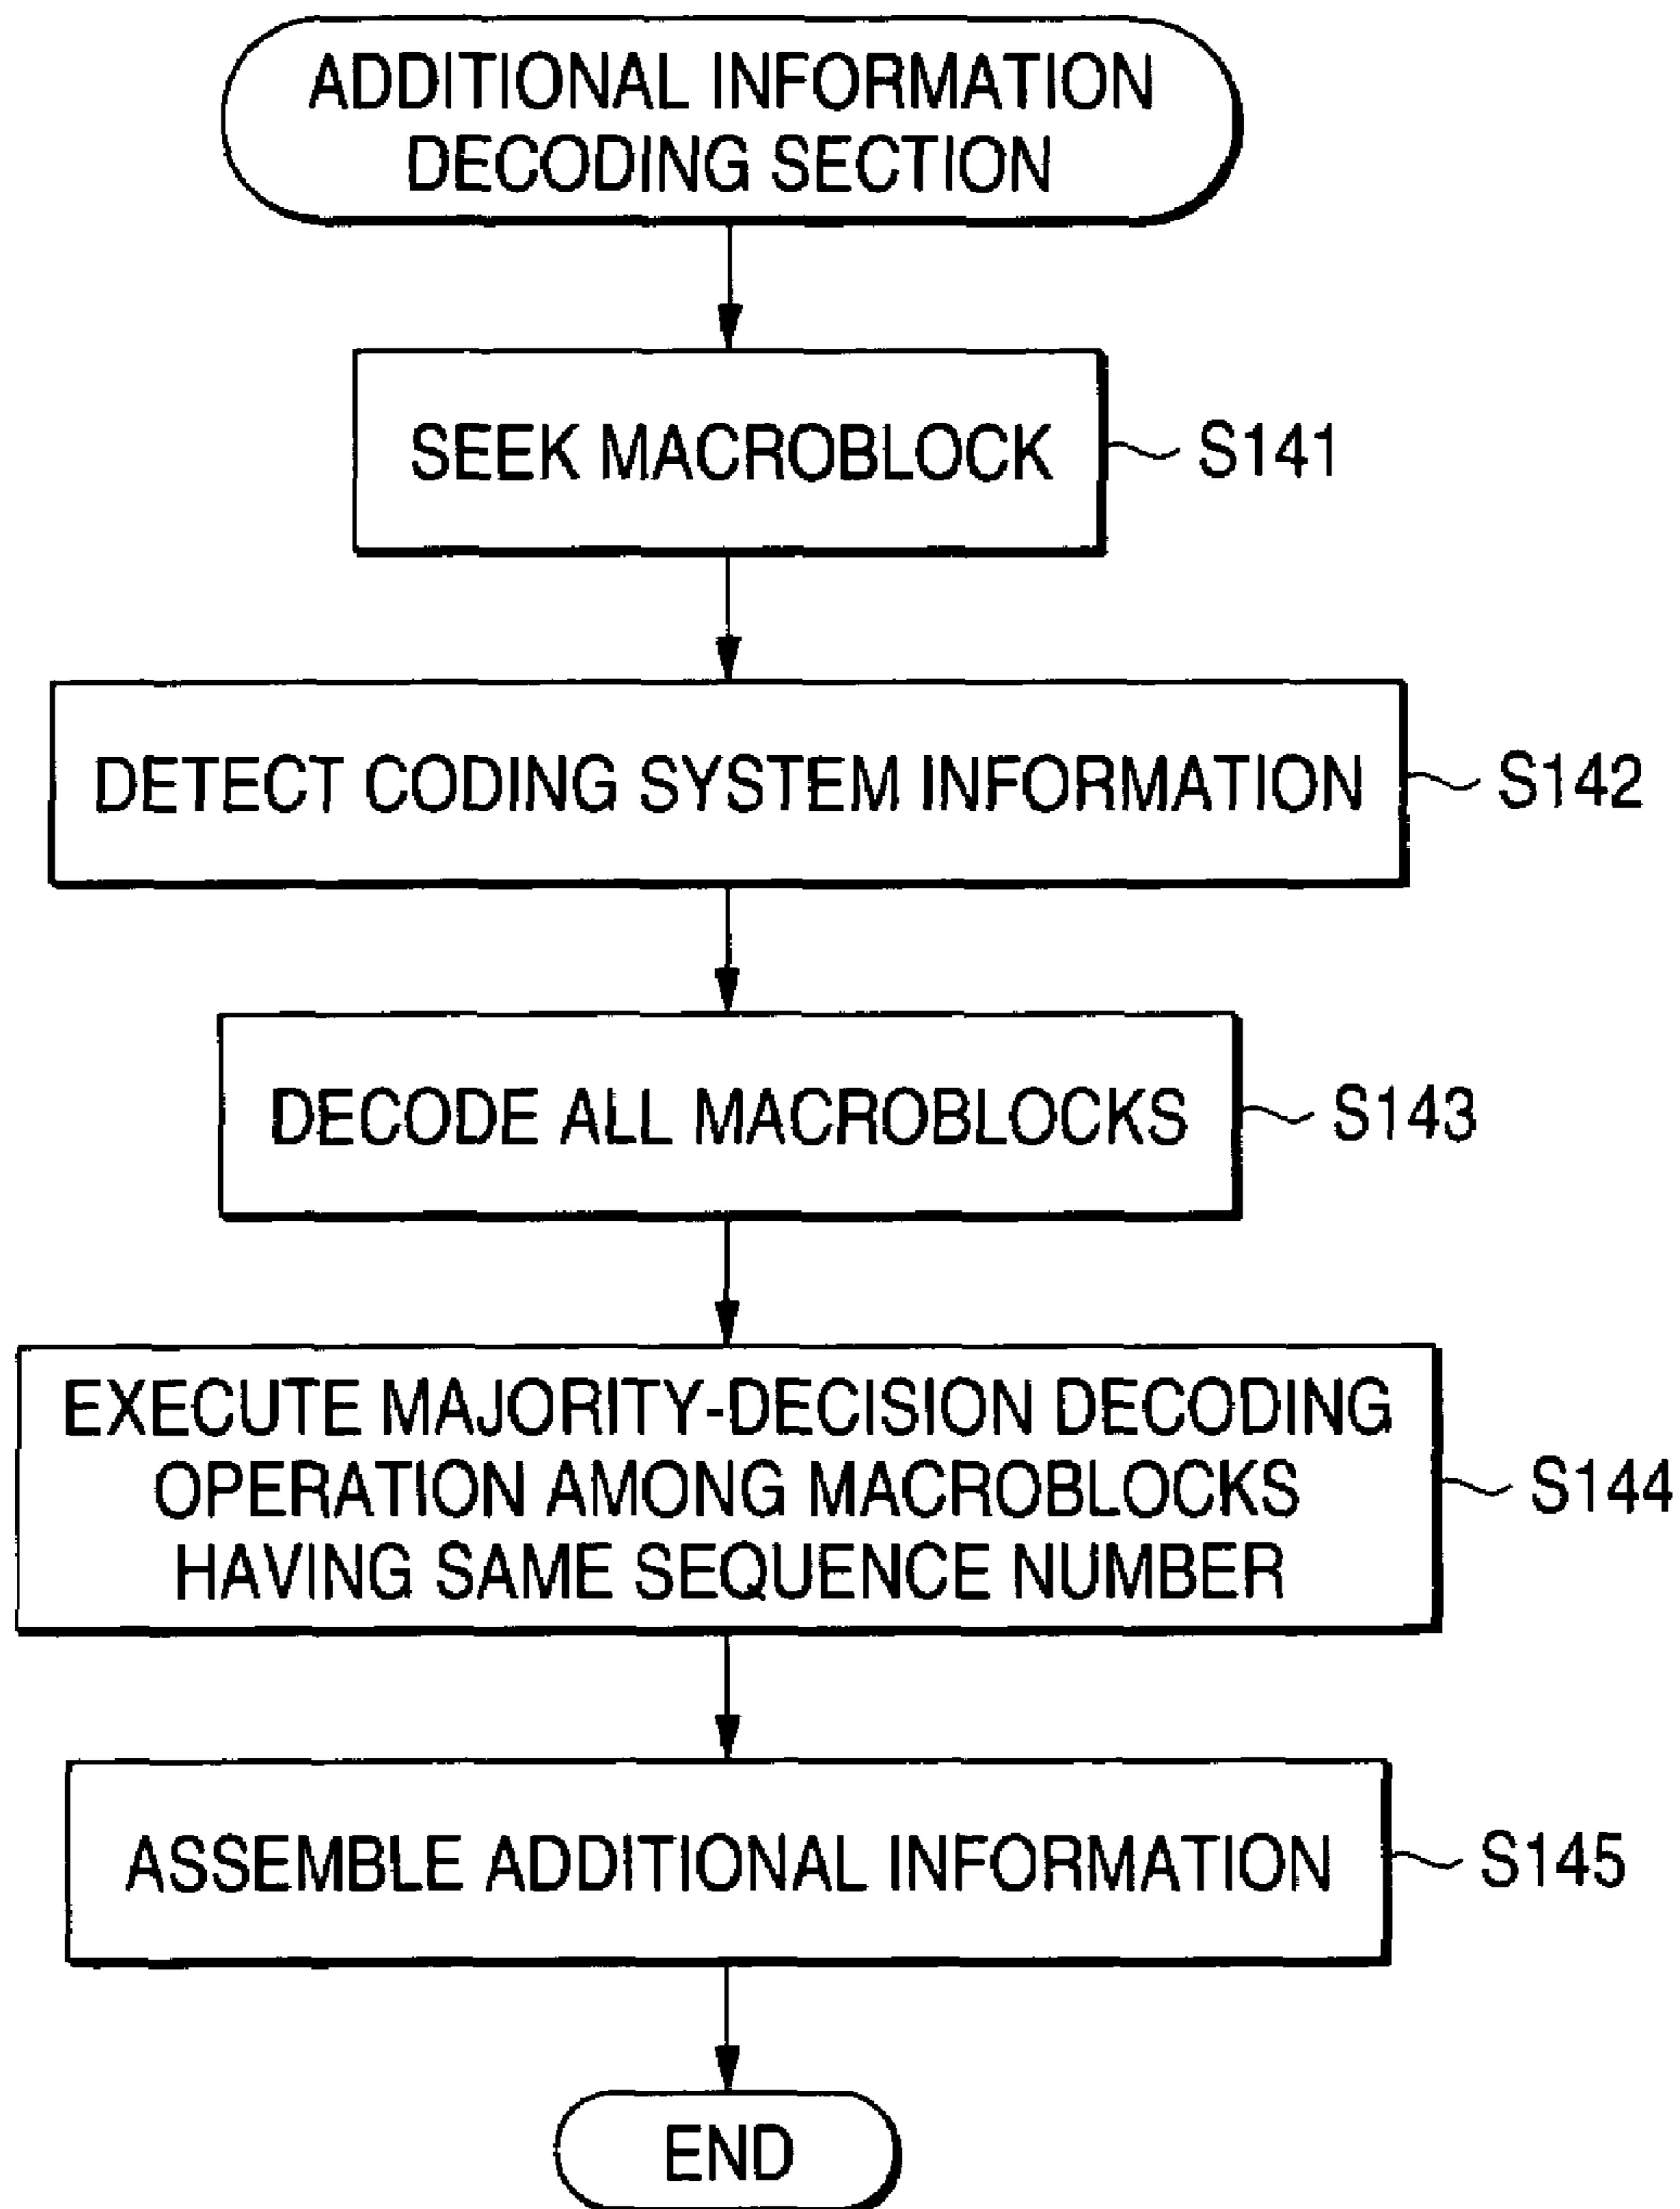 ADDITIONAL INFORMATION
DECODING SECTION
SEEK MACROBLOCK
S141
DETECT CODING SYSTEM INFORMATION
S142
DECODE ALL MACROBLOCKS
S143
EXECUTE MAJORITY-DECISION DECODING
OPERATION AMONG MACROBLOCKS
HAVING SAME SEQUENCE NUMBER
S144
ASSEMBLE ADDITIONAL INFORMATION
S145
END